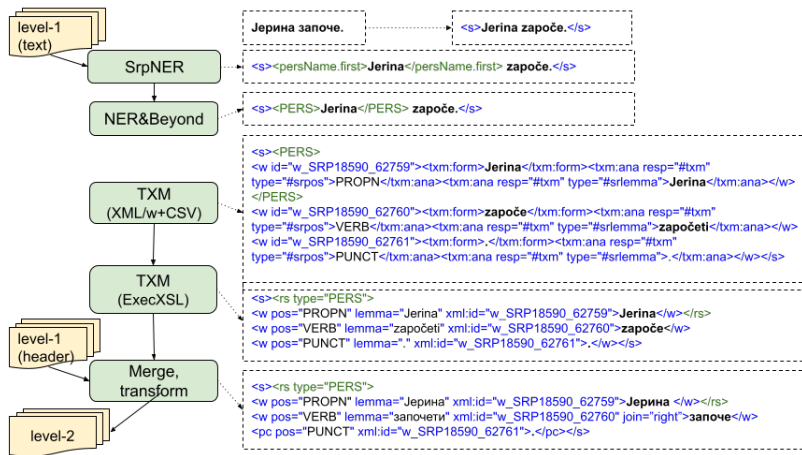 level-1
(text)
Јерина започе.
<s>Jerina započe.</s>
SrpNER
<s><persName.first>Jerina</persName.first> započe.</s>
NER&Beyond
<s><PERS>Jerina</PERS> započe.</s>
TXM
(XML/w+CSV)
<s><PERS>
<w id="w_SRP18590_62759"><txm:form>Jerina</txm:form><txm:ana resp="#txm"
type="#srpos">PROPN</txm:ana><txm:ana resp="#txm" type="#srlemma">Jerina</txm:ana></w>
</PERS>
<w id="w_SRP18590_62760"><txm:form>započe</txm:form><txm:ana resp="#txm"
type="#srpos">VERB</txm:ana><txm:ana resp="#txm" type="#srlemma">započeti</txm:ana></w>
<w id="w_SRP18590_62761"><txm:form>.</txm:form><txm:ana resp="#txm"
type="#srpos">PUNCT</txm:ana><txm:ana resp="#txm" type="#srlemma">.</txm:ana></w></s>
TXM
(ExecXSL)
<s><rs type="PERS">
<w pos="PROPN" lemma="Jerina" xml:id="w_SRP18590_62759">Jerina</w></rs>
<w pos="VERB" lemma="započeti" xml:id="w_SRP18590_62760">započe</w>
<w pos="PUNCT" lemma="." xml:id="w_SRP18590_62761">.</w></s>
level-1
(header)
Merge,
transform
<s><rs type="PERS">
<w pos="PROPN" lemma="Јерина" xml:id="w_SRP18590_62759">Јерина </w></rs>
<w pos="VERB" lemma="започети" xml:id="w_SRP18590_62760" join="right”>започе</w>
<pc pos="PUNCT" xml:id="w_SRP18590_62761">.</pc></s>
level-2